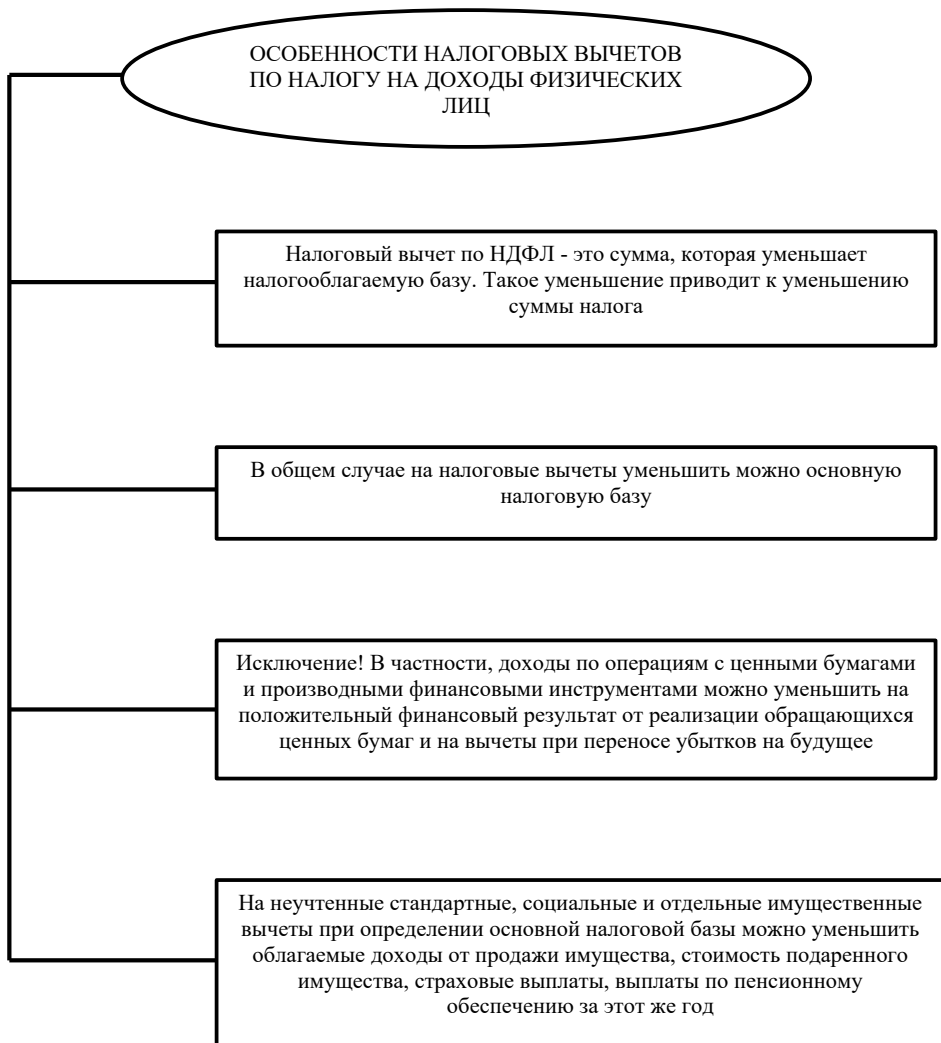 ОСОБЕННОСТИ НАЛОГОВЫХ ВЫЧЕТОВ
ПО НАЛОГУ НА ДОХОДЫ ФИЗИЧЕСКИХ
ЛИЦ
Налоговый вычет по НДФЛ - это сумма, которая уменьшает
налогооблагаемую базу. Такое уменьшение приводит к уменьшению
суммы налога
В общем случае на налоговые вычеты уменьшить можно основную
налоговую базу
Исключение! В частности, доходы по операциям с ценными бумагами
и производными финансовыми инструментами можно уменьшить на
положительный финансовый результат от реализации обращающихся
ценных бумаг и на вычеты при переносе убытков на будущее
На неучтенные стандартные, социальные и отдельные имущественные
вычеты при определении основной налоговой базы можно уменьшить
облагаемые доходы от продажи имущества, стоимость подаренного
имущества, страховые выплаты, выплаты по пенсионному
обеспечению за этот же год